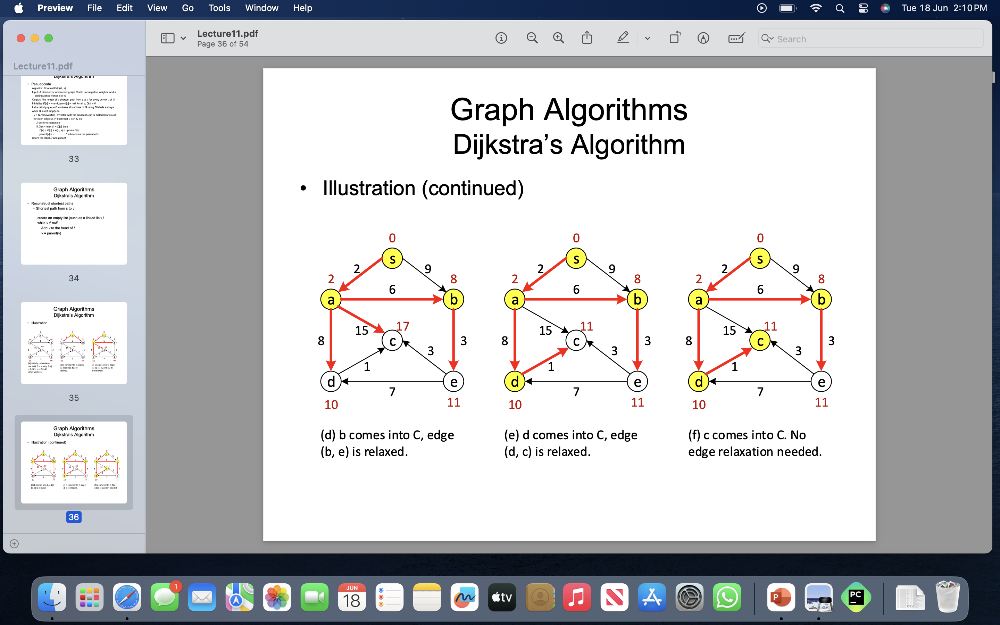 Preview File Edit View Go Tools Window Help
Tue 18 Jun 2:10 PM
Lecture11.pdf
Page 36 of 54
Search
Lecture11.pdf
Dijkstra's Algorithm
• Pseudocode
Algorithm ShortestPath(G, s):
Input: A directed or undirected graph G with nonnegative weights, and a
distinguished vertex s of G
Output: The length of a shortest path from s to v for every vertex v of G
Ininialize D[v] = ∞ and parent[v] = null for all v; D[s] = 0
Let a priority queue Q contains all vertices of G using D labels as keys
while Q is not empty do
u = Q.removeMin( ) // vertex with the smallest D[u] is pulled into "cloud"
for each edge (u, v) such that v is in Q do
// perform relaxation
if D[u] + w(u, v) < D[v] then
D[v] = D[u] + w(u, v) // update D[v]
parent[v] = u // u becomes the parent of v
return the label D and parent
33
Graph Algorithms
Dijkstra's Algorithm
• Reconstruct shortest paths
– Shortest path from s to v
create an empty list (such as a linked list) L
while v ≠ null
Add v to the head of L
v = parent(v)
34
Graph Algorithms
Dijkstra's Algorithm
• Illustration
(a) Initially, all vertices
are in Q, C is empty, D[s]
= 0, D[v] = ∞ for all
other vertices.
(b) s comes into C, edges
(s, a) and (s, b) are
relaxed.
(c) a comes into C, edges
(a, b), (a, c), and (a, d)
are relaxed.
35
Graph Algorithms
Dijkstra's Algorithm
• Illustration (continued)
(d) b comes into C, edge
(b, e) is relaxed.
(e) d comes into C, edge
(d, c) is relaxed.
(f) c comes into C. No
edge relaxation needed.
36
Graph Algorithms
Dijkstra's Algorithm
• Illustration (continued)
0 0 0
s s s
2 9 2 9 2 9
2 8 2 8 2 8
6 6 6
a b a b a b
17 11 11
15 15 15
8 c 3 8 c 3 8 c 3
3 3 3
1 1 1
d e d e d e
7 7 7
10 11 10 11 10 11
(d) b comes into C, edge
(b, e) is relaxed.
(e) d comes into C, edge
(d, c) is relaxed.
(f) c comes into C. No
edge relaxation needed.
1
JUN
18
tv
P
PC
CSV